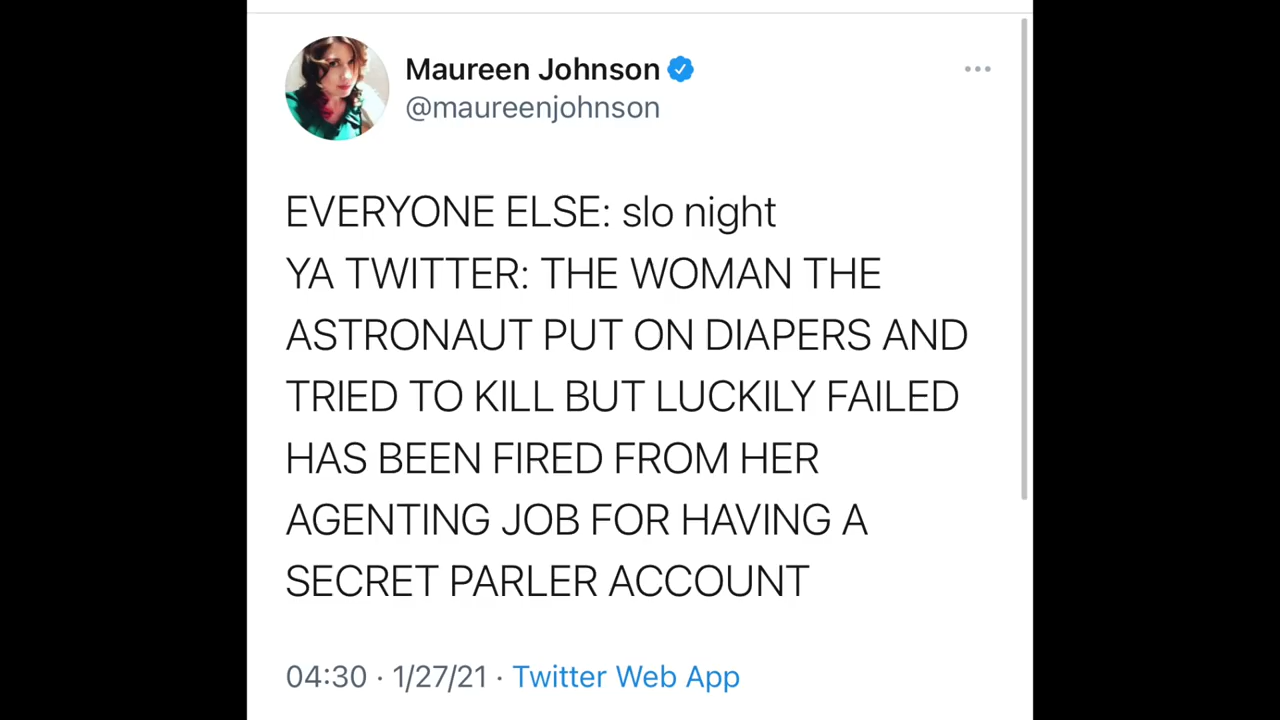 Maureen Johnson
@maureenjohnson
EVERYONE ELSE: slo night
YA TWITTER: THE WOMAN THE
ASTRONAUT PUT ON DIAPERS AND
TRIED TO KILL BUT LUCKILY FAILED
HAS BEEN FIRED FROM HER
AGENTING JOB FOR HAVING A
SECRET PARLER ACCOUNT
04:30 · 1/27/21 · Twitter Web App